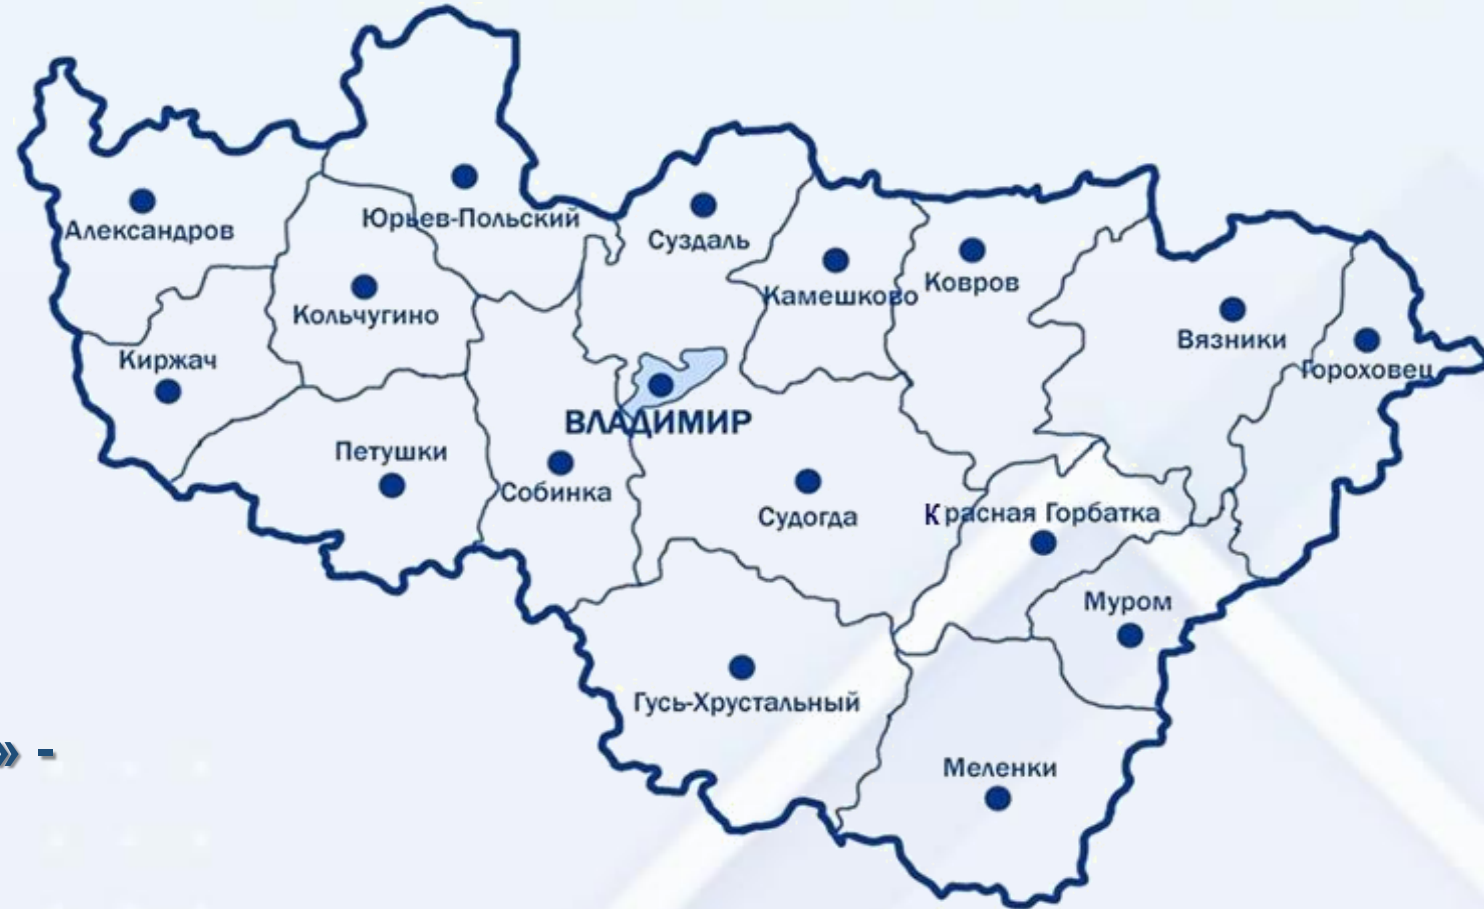 Александров
Юрьев-Польский
Суздаль
Камешково
Ковров
Кольчугино
Вязники
Киржач
Гороховец
ВЛАДИМИР
Петушки
Собинка
Судогда
Красная Горбатка
Муром
Гусь-Хрустальный
» -
Меленки